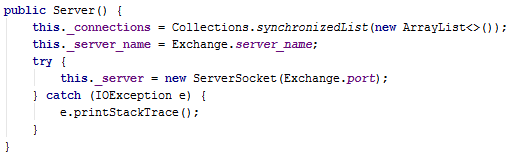 public Server() {
    this._connections = Collections.synchronizedList(new ArrayList<>());
    this._server_name = Exchange.server_name;
    try {
        this._server = new ServerSocket(Exchange.port);
    } catch (IOException e) {
        e.printStackTrace();
    }
}